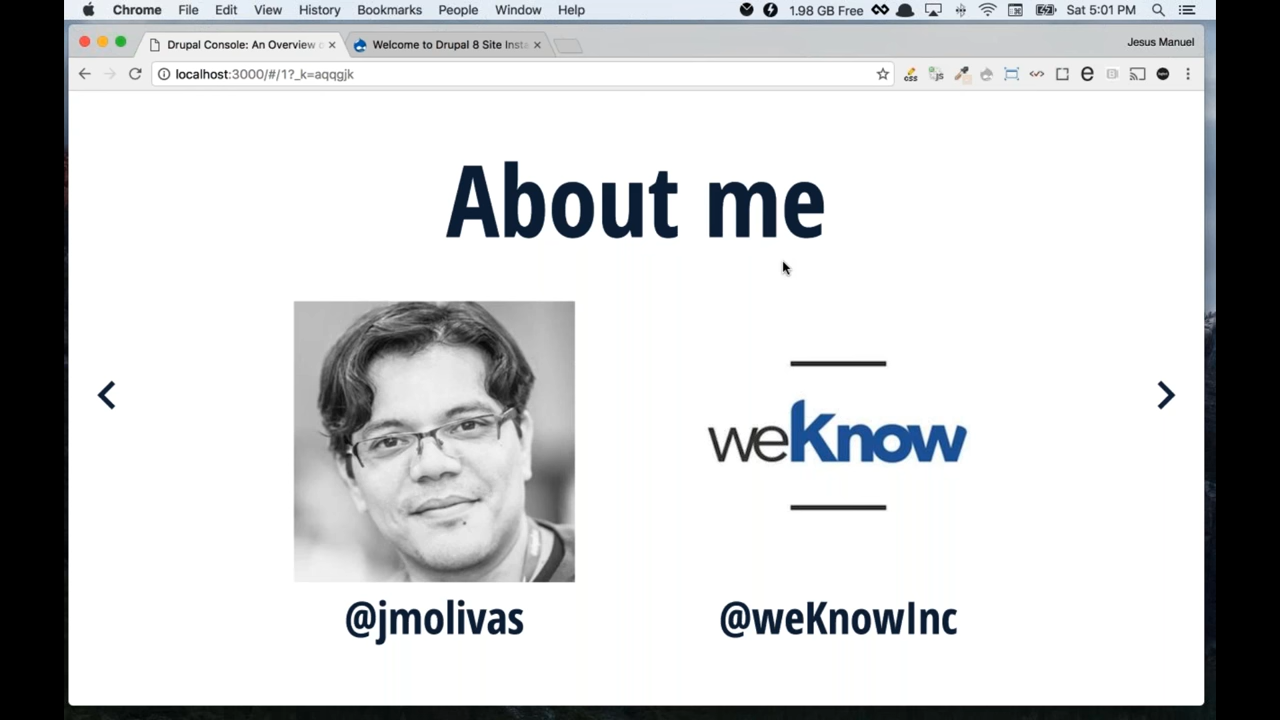 Chrome File Edit View History Bookmarks People Window Help 1.98 GB Free Sat 5:01 PM
Drupal Console: An Overview o Welcome to Drupal 8 Site Insta Jesus Manuel
localhost:3000/#/1?_k=aqqgjk
About me
weKnow
@jmolivas @weKnowInc